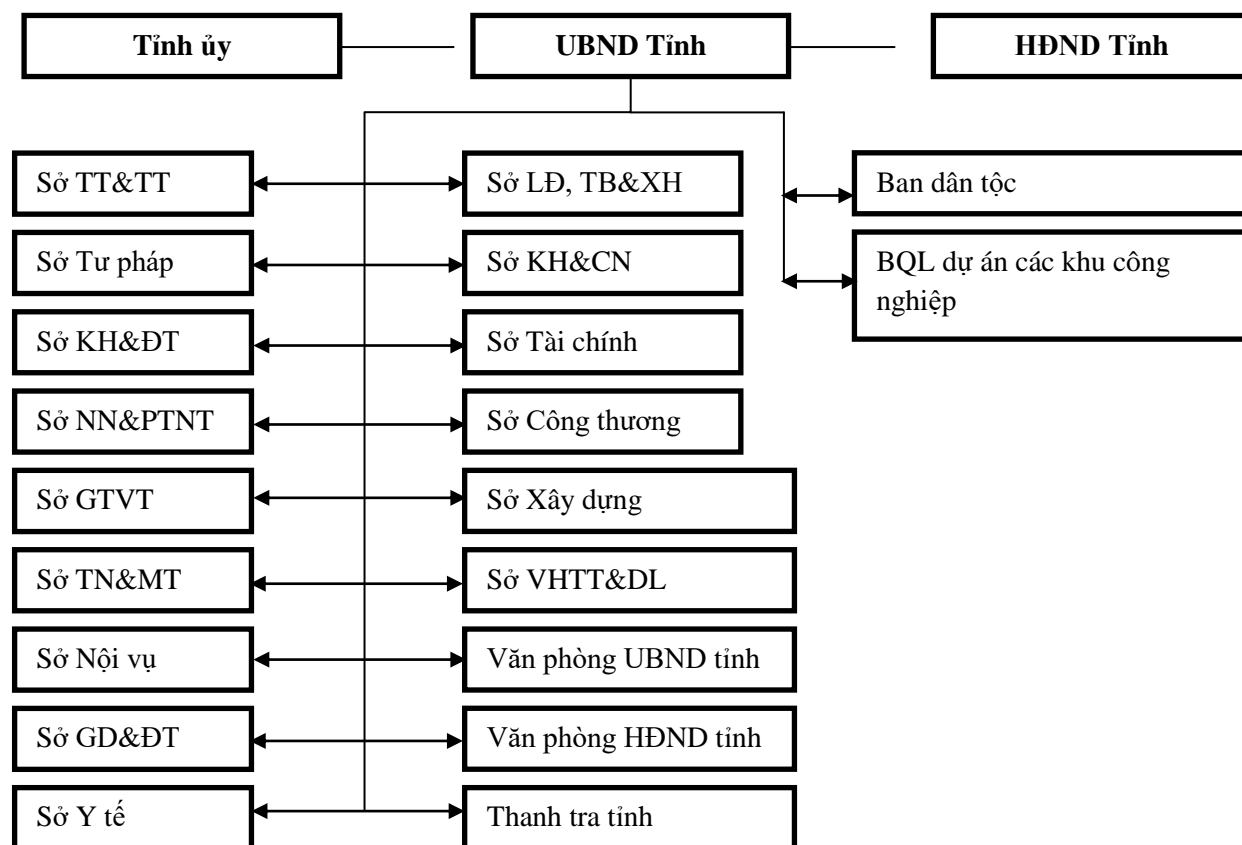 Tỉnh ủy
UBND Tỉnh
HĐND Tỉnh
Sở TT&TT
Sở LĐ, TB&XH
Ban dân tộc
Sở Tư pháp
Sở KH&CN
BQL dự án các khu công
nghiệp
Sở KH&ĐT
Sở Tài chính
Sở NN&PTNT
Sở Công thương
Sở GTVT
Sở Xây dựng
Sở TN&MT
Sở VHTT&DL
Sở Nội vụ
Văn phòng UBND tỉnh
Sở GD&ĐT
Văn phòng HĐND tỉnh
Sở Y tế
Thanh tra tỉnh